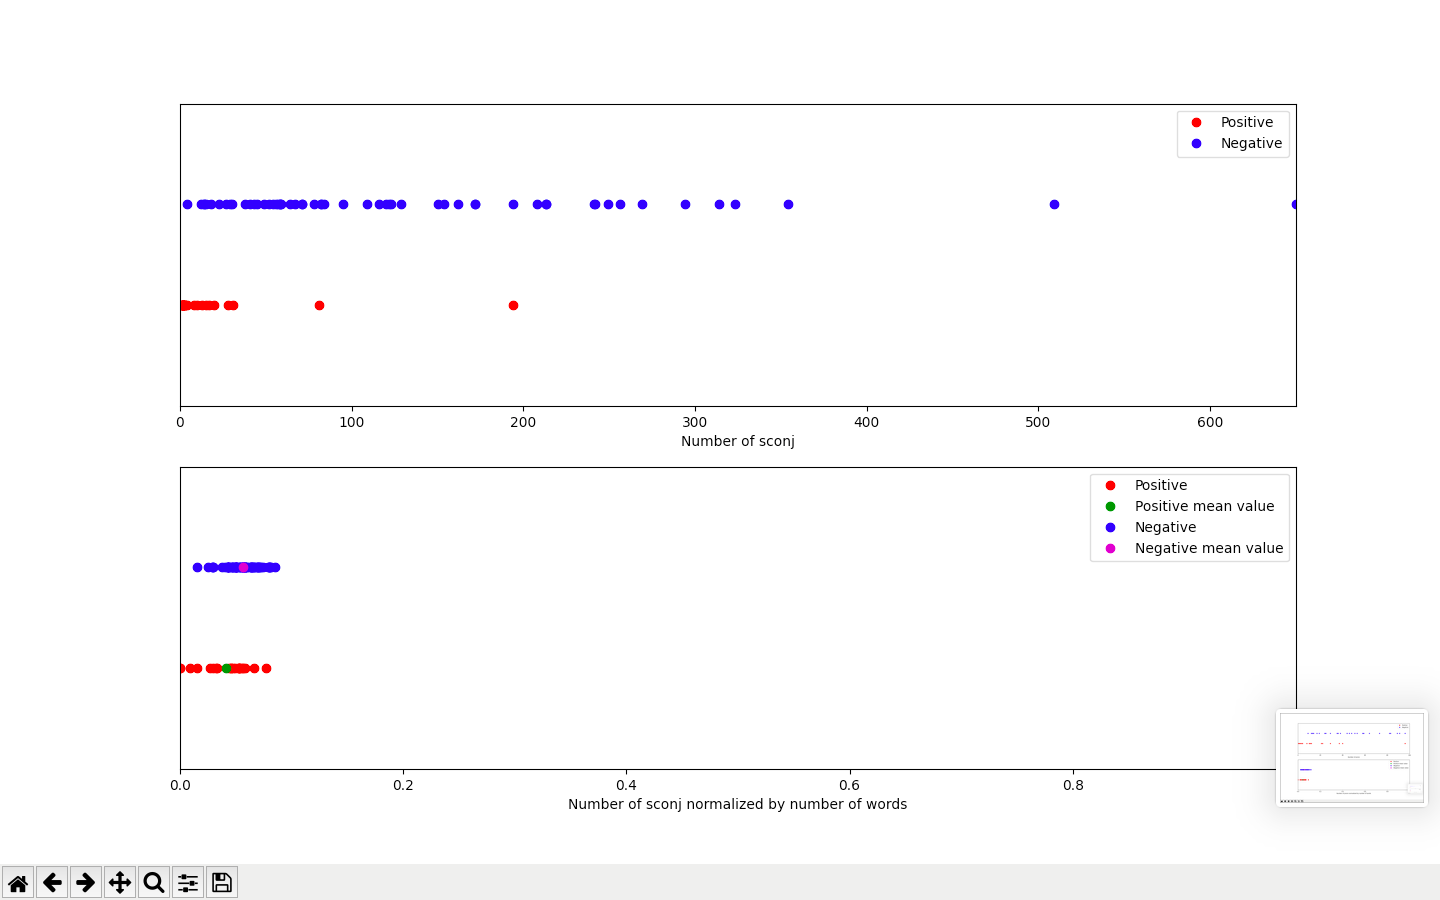 Positive
Negative
0 100 200 300 400 500 600
Number of sconj
Positive
Positive mean value
Negative
Negative mean value
0.0 0.2 0.4 0.6 0.8
Number of sconj normalized by number of words